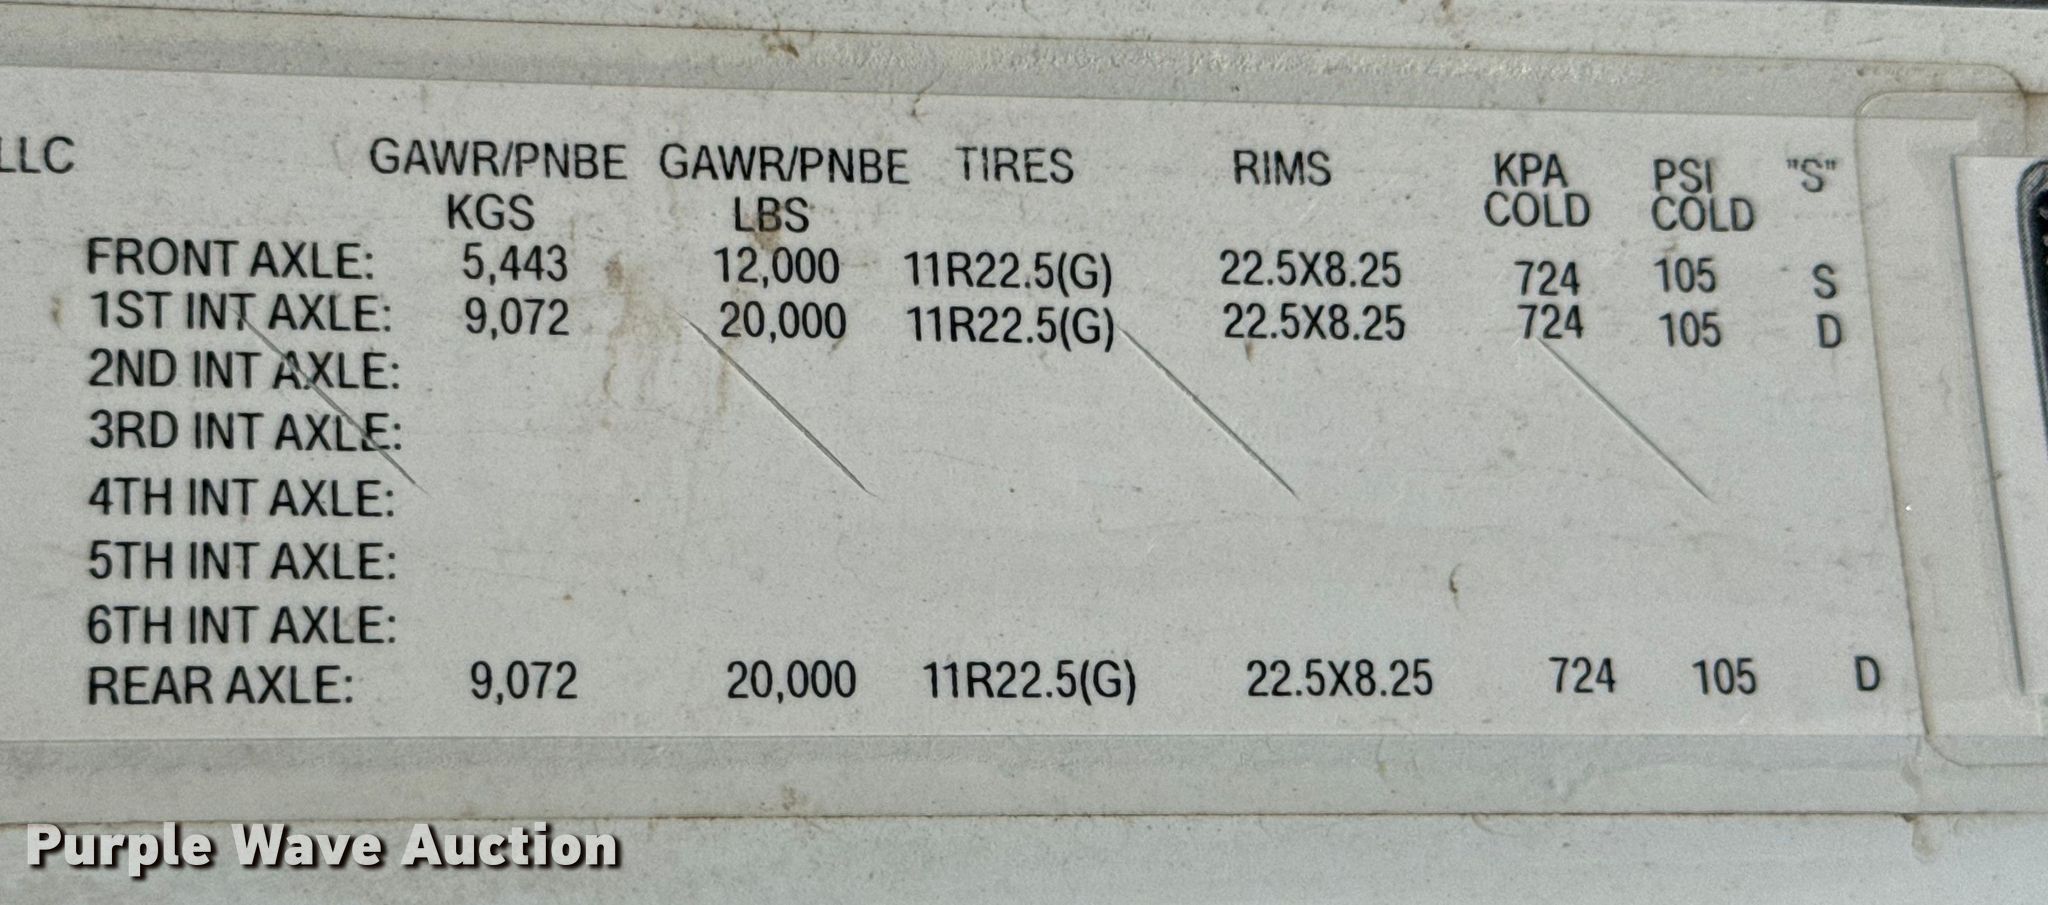 LLC GAWR/PNBE GAWR/PNBE TIRES RIMS KPA PSI "S"
KGS LBS COLD COLD
FRONT AXLE: 5,443 12,000 11R22.5(G) 22.5X8.25 724 105 S
1ST INT AXLE: 9,072 20,000 11R22.5(G) 22.5X8.25 724 105 D
2ND INT AXLE:
3RD INT AXLE:
4TH INT AXLE:
5TH INT AXLE:
6TH INT AXLE:
REAR AXLE: 9,072 20,000 11R22.5(G) 22.5X8.25 724 105 D
Purple Wave Auction